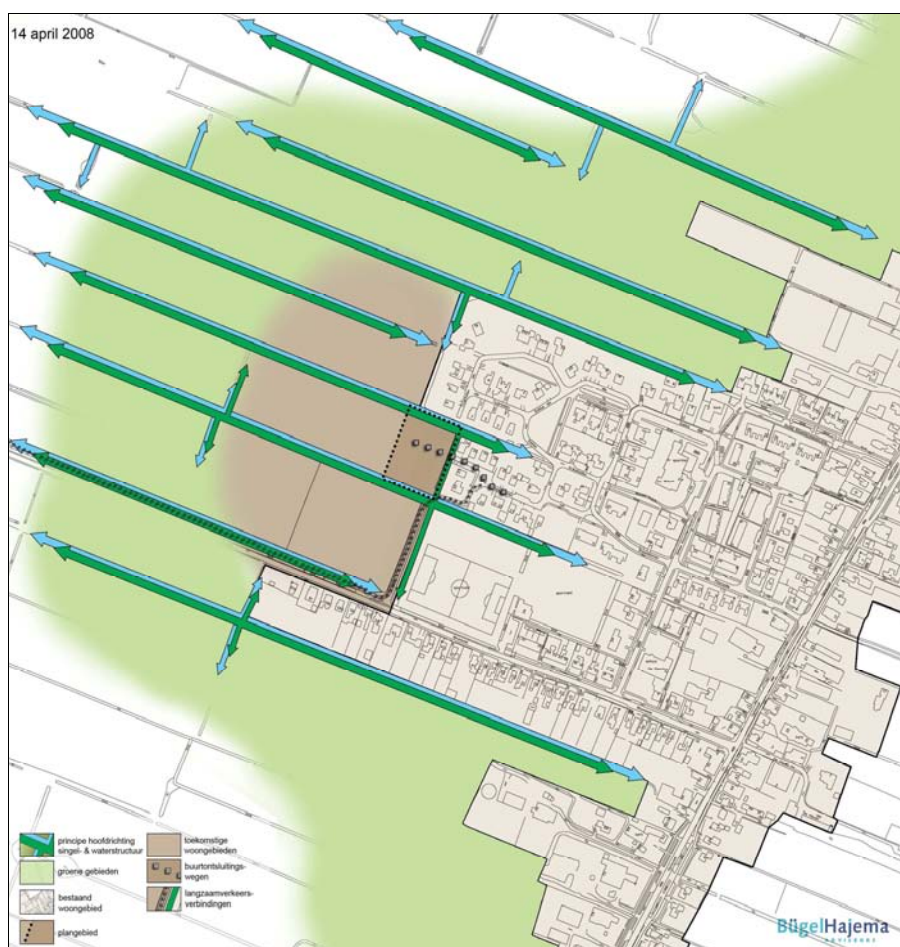 14 april 2008
principe hoofdrichting
singel- & waterstructuur
groene gebieden
bestaand
woongebied
plangebied
toekomstige
woongebieden
buurtontsluitings-
wegen
langzaamverkeers-
verbindingen
BügelHajema
ADVISEURS